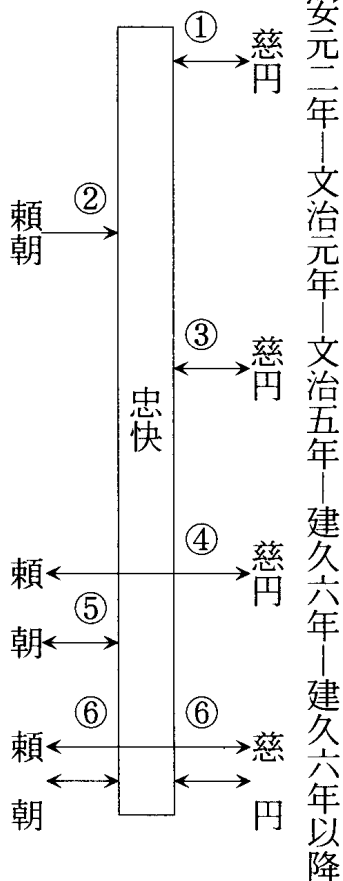 安元二年―文治元年―文治五年―建久六年―建久六年以降
①
慈円
②
頼朝
③
慈円
忠快
④
慈円
頼朝
⑤
⑥
⑥
慈円
頼朝